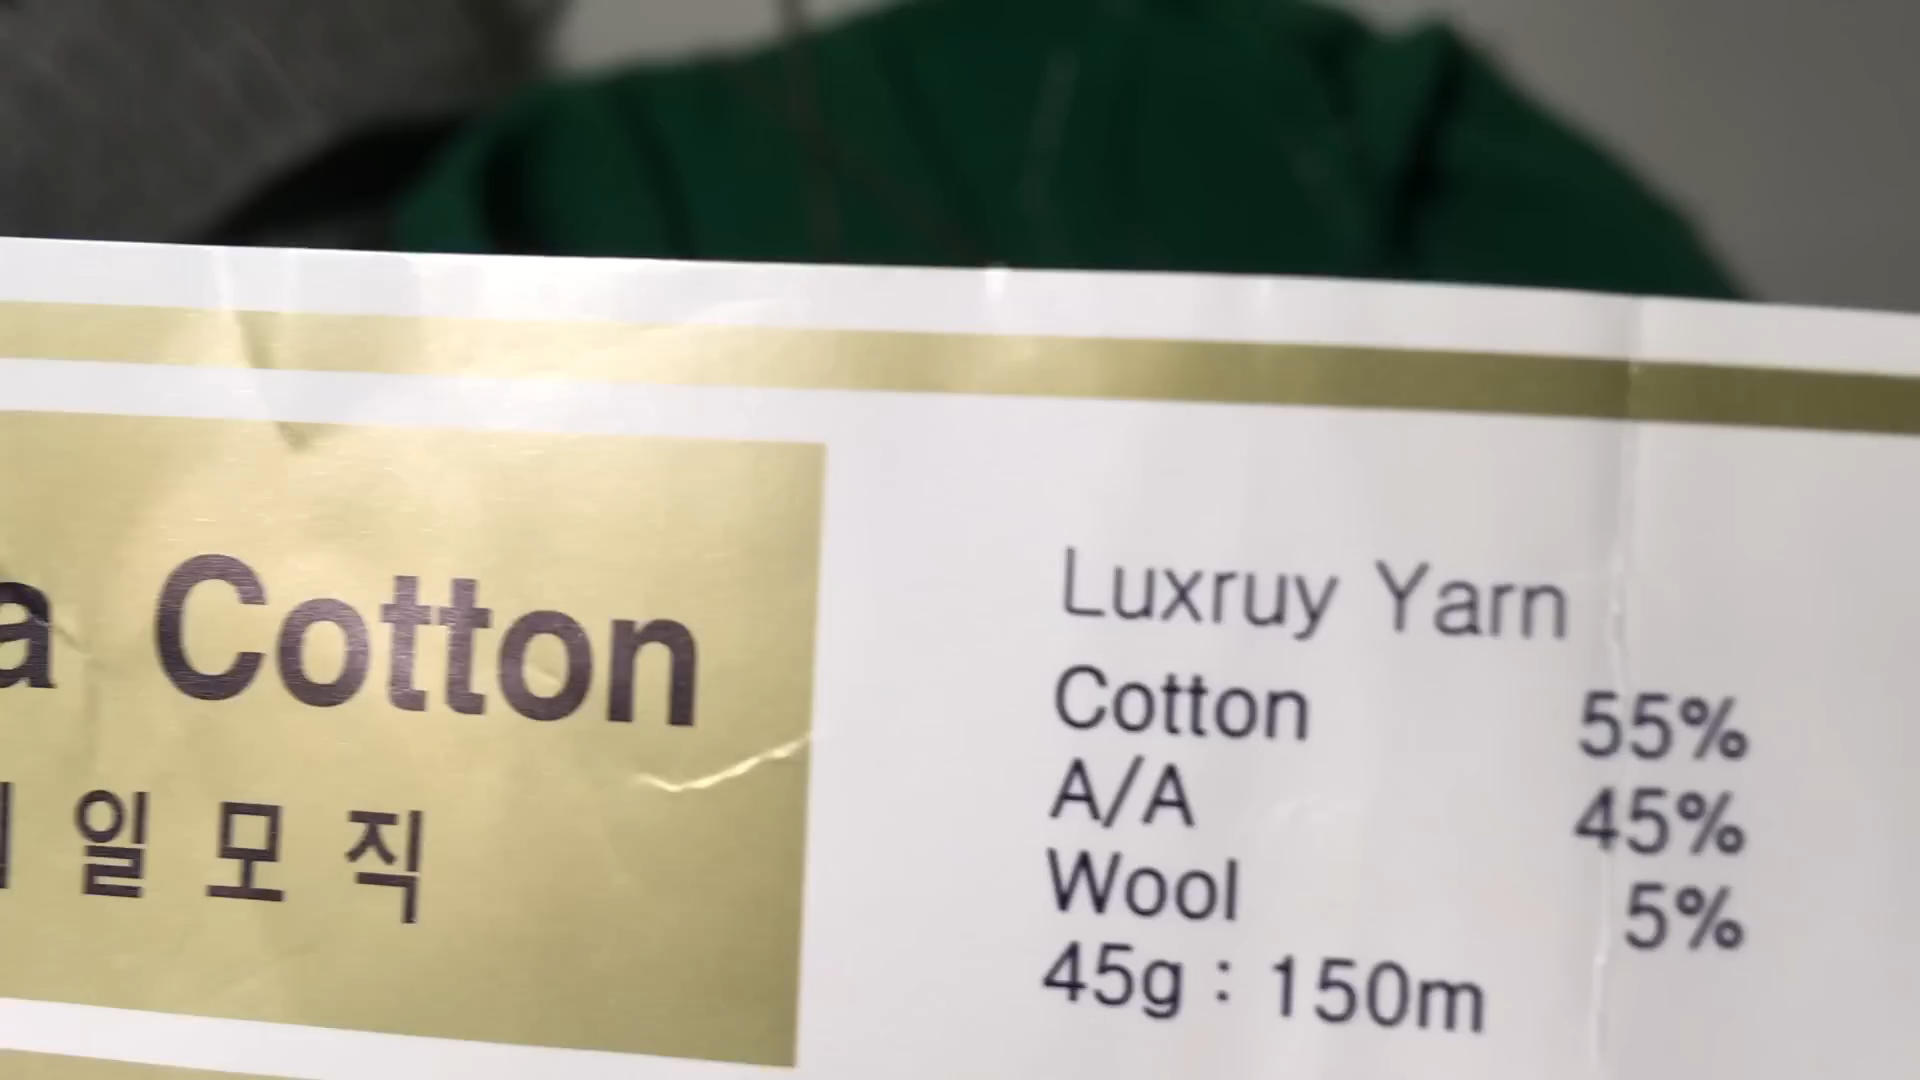 a Cotton
일모직
Luxruy Yarn
Cotton 55%
A/A 45%
Wool 5%
45g : 150m